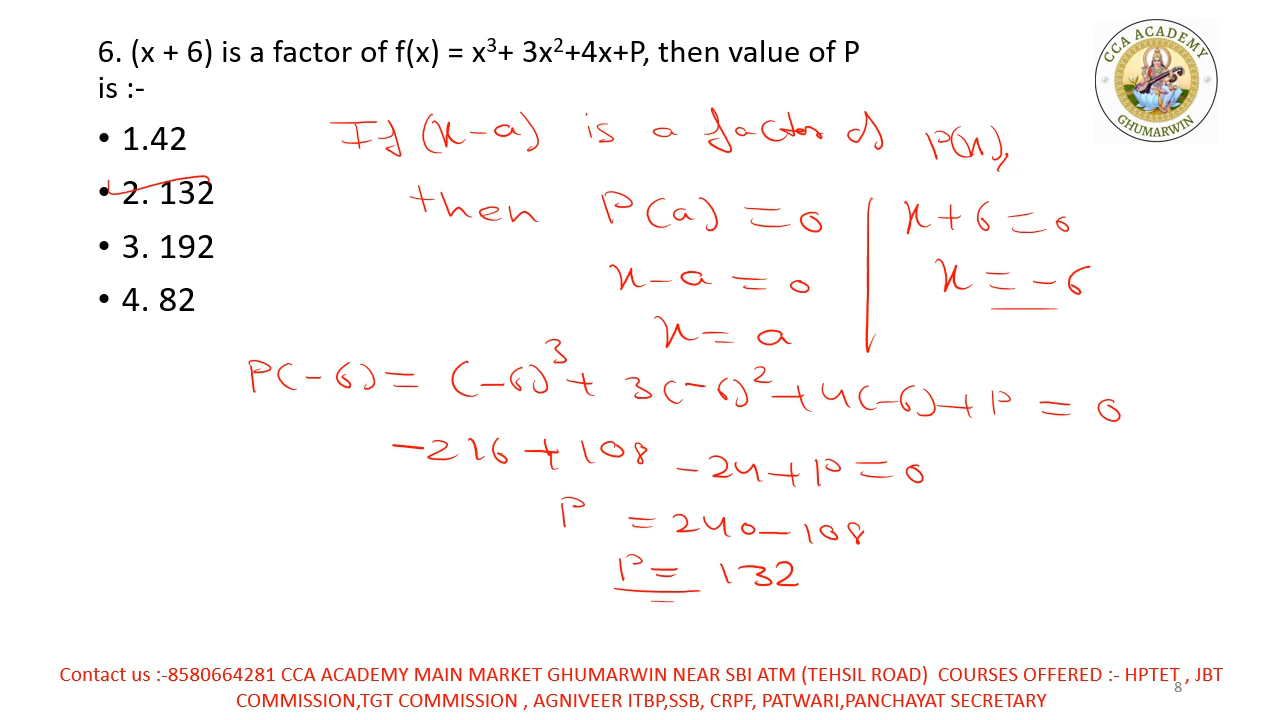 6. (x + 6) is a factor of f(x) = x³+ 3x²+4x+P, then value of P
is :-
• 1.42
• 2. 132
• 3. 192
• 4. 82
CCA ACADEMY
GHUMARWIN
If (x-a) is a factor of P(x),
then P(a) = 0
x - a = 0
x = a
x + 6 = 0
x = -6
P(-6) = (-6)³ + 3(-6)² + 4(-6) + P = 0
-216 + 108 - 24 + P = 0
P = 240 - 108
P = 132
Contact us :-8580664281 CCA ACADEMY MAIN MARKET GHUMARWIN NEAR SBI ATM (TEHSIL ROAD) COURSES OFFERED :- HPTET , JBT
COMMISSION,TGT COMMISSION , AGNIVEER ITBP,SSB, CRPF, PATWARI,PANCHAYAT SECRETARY
8